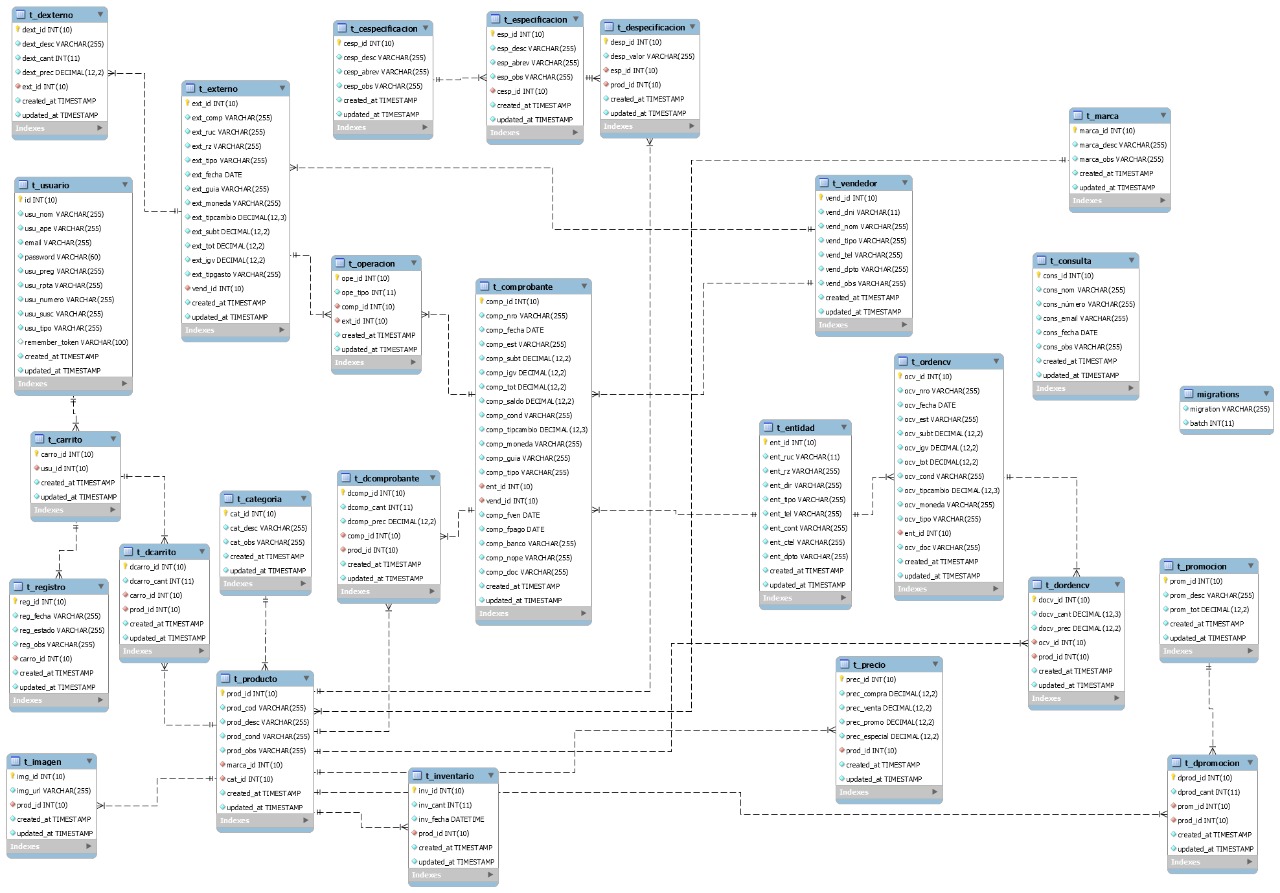 t_dexterno
dext_id INT(10)
dext_desc VARCHAR(255)
dext_cant INT(11)
dext_prec DECIMAL(12,2)
ext_id INT(10)
created_at TIMESTAMP
updated_at TIMESTAMP
Indexes
t_externo
ext_id INT(10)
ext_comp VARCHAR(255)
ext_ruc VARCHAR(255)
ext_rz VARCHAR(255)
ext_tipo VARCHAR(255)
ext_fecha DATE
ext_guia VARCHAR(255)
ext_moneda VARCHAR(255)
ext_tipcambio DECIMAL(12,3)
ext_subt DECIMAL(12,2)
ext_tot DECIMAL(12,2)
ext_igv DECIMAL(12,2)
ext_tipgasto VARCHAR(255)
vend_id INT(10)
created_at TIMESTAMP
updated_at TIMESTAMP
Indexes
t_cespecificacion
cesp_id INT(10)
cesp_desc VARCHAR(255)
cesp_abrev VARCHAR(255)
cesp_obs VARCHAR(255)
created_at TIMESTAMP
updated_at TIMESTAMP
Indexes
t_especificacion
esp_id INT(10)
esp_desc VARCHAR(255)
esp_abrev VARCHAR(255)
esp_obs VARCHAR(255)
cesp_id INT(10)
created_at TIMESTAMP
updated_at TIMESTAMP
Indexes
t_despecificacion
desp_id INT(10)
desp_valor VARCHAR(255)
esp_id INT(10)
prod_id INT(10)
created_at TIMESTAMP
updated_at TIMESTAMP
Indexes
t_marca
marca_id INT(10)
marca_desc VARCHAR(255)
marca_obs VARCHAR(255)
created_at TIMESTAMP
updated_at TIMESTAMP
Indexes
t_usuario
id INT(10)
usu_nom VARCHAR(255)
usu_ape VARCHAR(255)
email VARCHAR(255)
password VARCHAR(60)
usu_preg VARCHAR(255)
usu_rpta VARCHAR(255)
usu_numero VARCHAR(255)
usu_susc VARCHAR(255)
usu_tipo VARCHAR(255)
remember_token VARCHAR(100)
created_at TIMESTAMP
updated_at TIMESTAMP
Indexes
t_vendedor
vend_id INT(10)
vend_dni VARCHAR(11)
vend_nom VARCHAR(255)
vend_tipo VARCHAR(255)
vend_tel VARCHAR(255)
vend_dpto VARCHAR(255)
vend_obs VARCHAR(255)
created_at TIMESTAMP
updated_at TIMESTAMP
Indexes
t_operacion
ope_id INT(10)
ope_tipo INT(11)
comp_id INT(10)
ext_id INT(10)
created_at TIMESTAMP
updated_at TIMESTAMP
Indexes
t_comprobante
comp_id INT(10)
comp_nro VARCHAR(255)
comp_fecha DATE
comp_est VARCHAR(255)
comp_subt DECIMAL(12,2)
comp_igv DECIMAL(12,2)
comp_tot DECIMAL(12,2)
comp_saldo DECIMAL(12,2)
comp_cond VARCHAR(255)
comp_tipcambio DECIMAL(12,3)
comp_moneda VARCHAR(255)
comp_guia VARCHAR(255)
comp_tipo VARCHAR(255)
ent_id INT(10)
vend_id INT(10)
comp_fven DATE
comp_fpago DATE
comp_banco VARCHAR(255)
comp_nope VARCHAR(255)
comp_doc VARCHAR(255)
created_at TIMESTAMP
updated_at TIMESTAMP
Indexes
t_consulta
cons_id INT(10)
cons_nom VARCHAR(255)
cons_número VARCHAR(255)
cons_email VARCHAR(255)
cons_fecha DATE
cons_obs VARCHAR(255)
created_at TIMESTAMP
updated_at TIMESTAMP
Indexes
t_ordencv
ocv_id INT(10)
ocv_nro VARCHAR(255)
ocv_fecha DATE
ocv_est VARCHAR(255)
ocv_subt DECIMAL(12,2)
ocv_igv DECIMAL(12,2)
ocv_tot DECIMAL(12,2)
ocv_cond VARCHAR(255)
ocv_tipcambio DECIMAL(12,3)
ocv_moneda VARCHAR(255)
ocv_tipo VARCHAR(255)
ent_id INT(10)
ocv_doc VARCHAR(255)
created_at TIMESTAMP
updated_at TIMESTAMP
Indexes
migrations
migration VARCHAR(255)
batch INT(11)
t_entidad
ent_id INT(10)
ent_ruc VARCHAR(11)
ent_rz VARCHAR(255)
ent_dir VARCHAR(255)
ent_tipo VARCHAR(255)
ent_tel VARCHAR(255)
ent_cont VARCHAR(255)
ent_ctel VARCHAR(255)
ent_dpto VARCHAR(255)
created_at TIMESTAMP
updated_at TIMESTAMP
Indexes
t_carrito
carro_id INT(10)
usu_id INT(10)
created_at TIMESTAMP
updated_at TIMESTAMP
Indexes
t_categoria
cat_id INT(10)
cat_desc VARCHAR(255)
cat_obs VARCHAR(255)
created_at TIMESTAMP
updated_at TIMESTAMP
Indexes
t_dcomprobante
dcomp_id INT(10)
dcomp_cant INT(11)
dcomp_prec DECIMAL(12,2)
comp_id INT(10)
prod_id INT(10)
created_at TIMESTAMP
updated_at TIMESTAMP
Indexes
t_dcarrito
dcarro_id INT(10)
dcarro_cant INT(11)
carro_id INT(10)
prod_id INT(10)
created_at TIMESTAMP
updated_at TIMESTAMP
Indexes
t_registro
reg_id INT(10)
reg_fecha VARCHAR(255)
reg_estado VARCHAR(255)
reg_obs VARCHAR(255)
carro_id INT(10)
created_at TIMESTAMP
updated_at TIMESTAMP
Indexes
t_dordencv
docv_id INT(10)
docv_cant DECIMAL(12,3)
docv_prec DECIMAL(12,2)
ocv_id INT(10)
prod_id INT(10)
created_at TIMESTAMP
updated_at TIMESTAMP
Indexes
t_promocion
prom_id INT(10)
prom_desc VARCHAR(255)
prom_tot DECIMAL(12,2)
created_at TIMESTAMP
updated_at TIMESTAMP
Indexes
t_producto
prod_id INT(10)
prod_cod VARCHAR(255)
prod_desc VARCHAR(255)
prod_cond VARCHAR(255)
prod_obs VARCHAR(255)
marca_id INT(10)
cat_id INT(10)
created_at TIMESTAMP
updated_at TIMESTAMP
Indexes
t_precio
prec_id INT(10)
prec_compra DECIMAL(12,2)
prec_venta DECIMAL(12,2)
prec_promo DECIMAL(12,2)
prec_especial DECIMAL(12,2)
prod_id INT(10)
created_at TIMESTAMP
updated_at TIMESTAMP
Indexes
t_imagen
img_id INT(10)
img_url VARCHAR(255)
prod_id INT(10)
created_at TIMESTAMP
updated_at TIMESTAMP
Indexes
t_inventario
inv_id INT(10)
inv_cant INT(11)
inv_fecha DATETIME
prod_id INT(10)
created_at TIMESTAMP
updated_at TIMESTAMP
t_dpromocion
dprod_id INT(10)
dprod_cant INT(11)
prom_id INT(10)
prod_id INT(10)
created_at TIMESTAMP
updated_at TIMESTAMP
Indexes